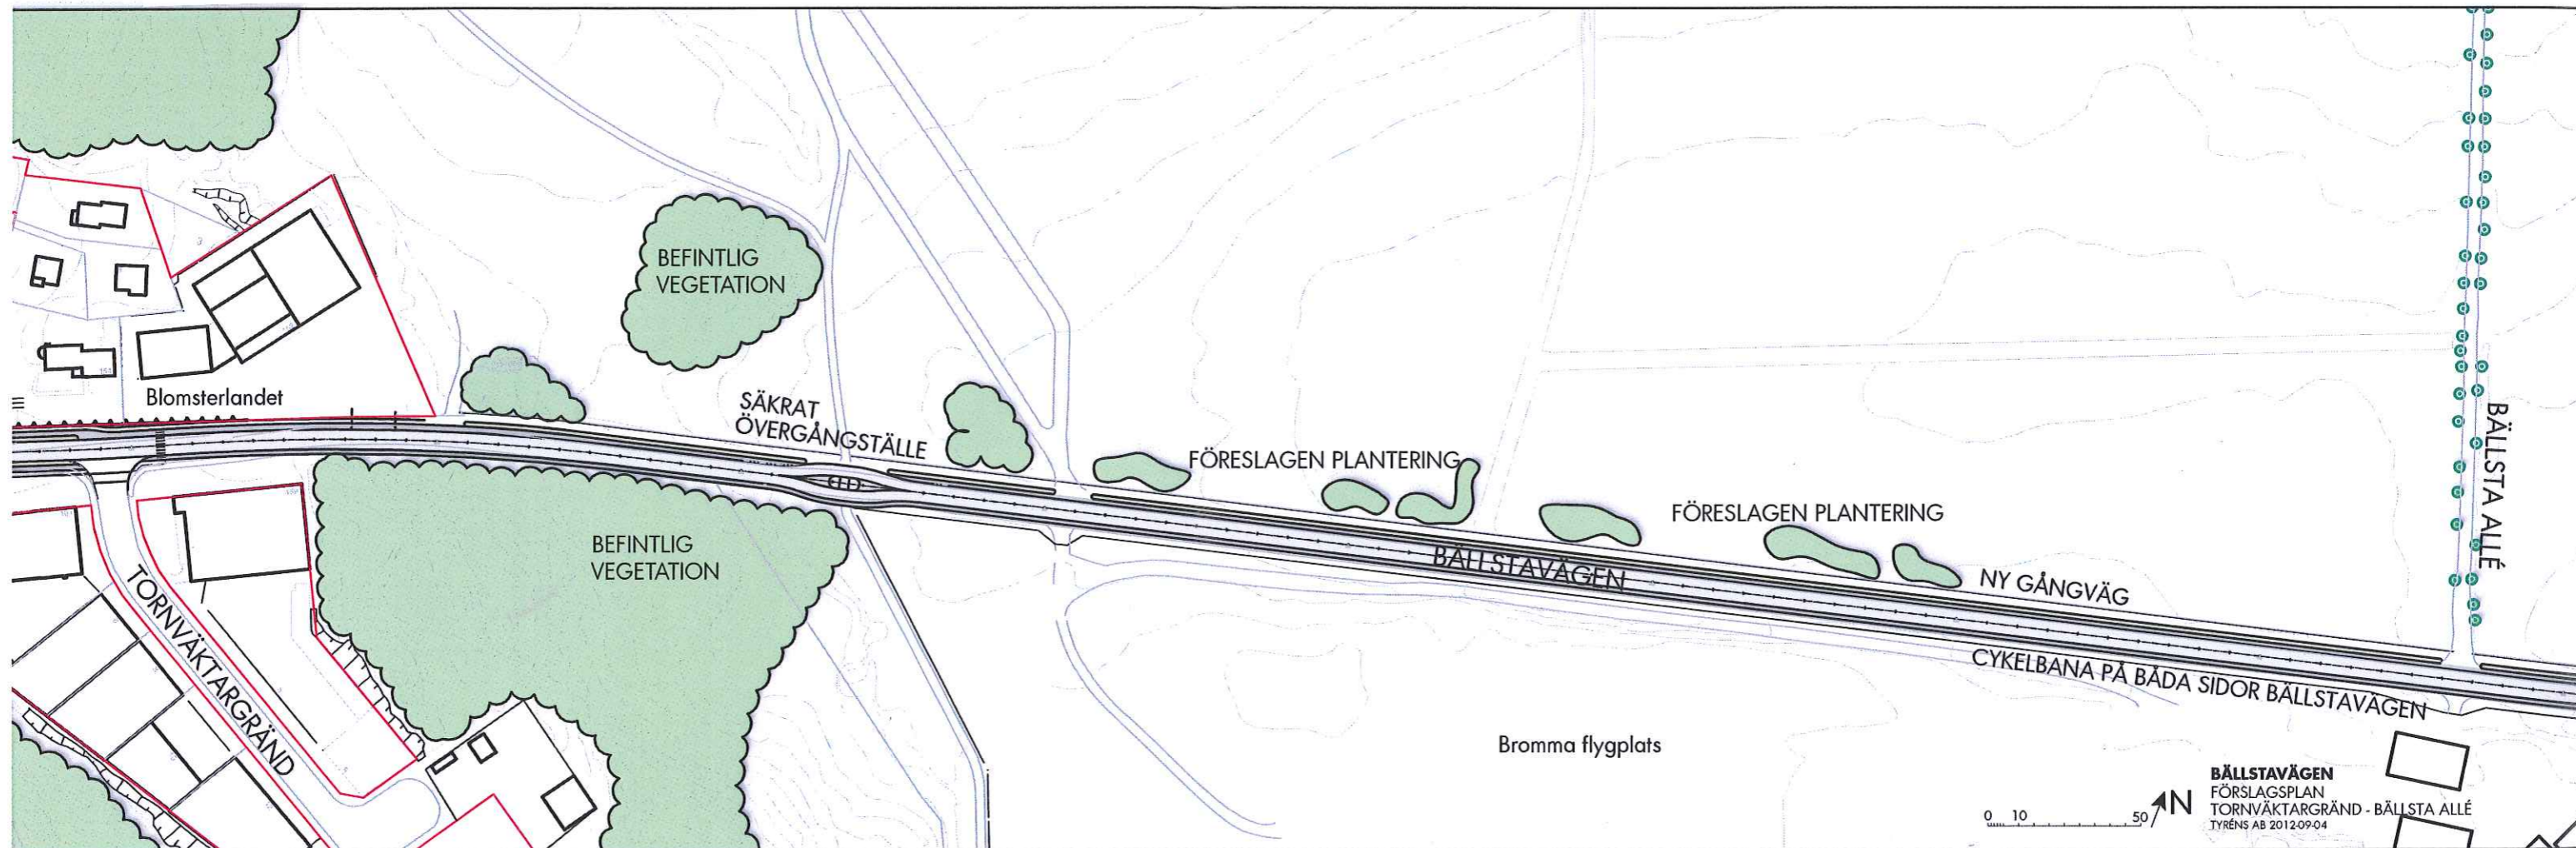 BEFINTLIG
VEGETATION
Blomsterlandet
SÄKRAT
ÖVERGÅNGSTÄLLE
FÖRESLAGEN PLANTERING
FÖRESLAGEN PLANTERING
BÄLLSTA ALLÉ
BEFINTLIG
VEGETATION
BÄLLSTAVÄGEN
NY GÅNGVÄG
TORNVÄKTARGRÄND
CYKELBANA PÅ BÅDA SIDOR BÄLLSTAVÄGEN
Bromma flygplats
0 10 50
N
BÄLLSTAVÄGEN
FÖRSLAGSPLAN
TORNVÄKTARGRÄND - BÄLLSTA ALLÉ
TYRÉNS AB 2012-09-04